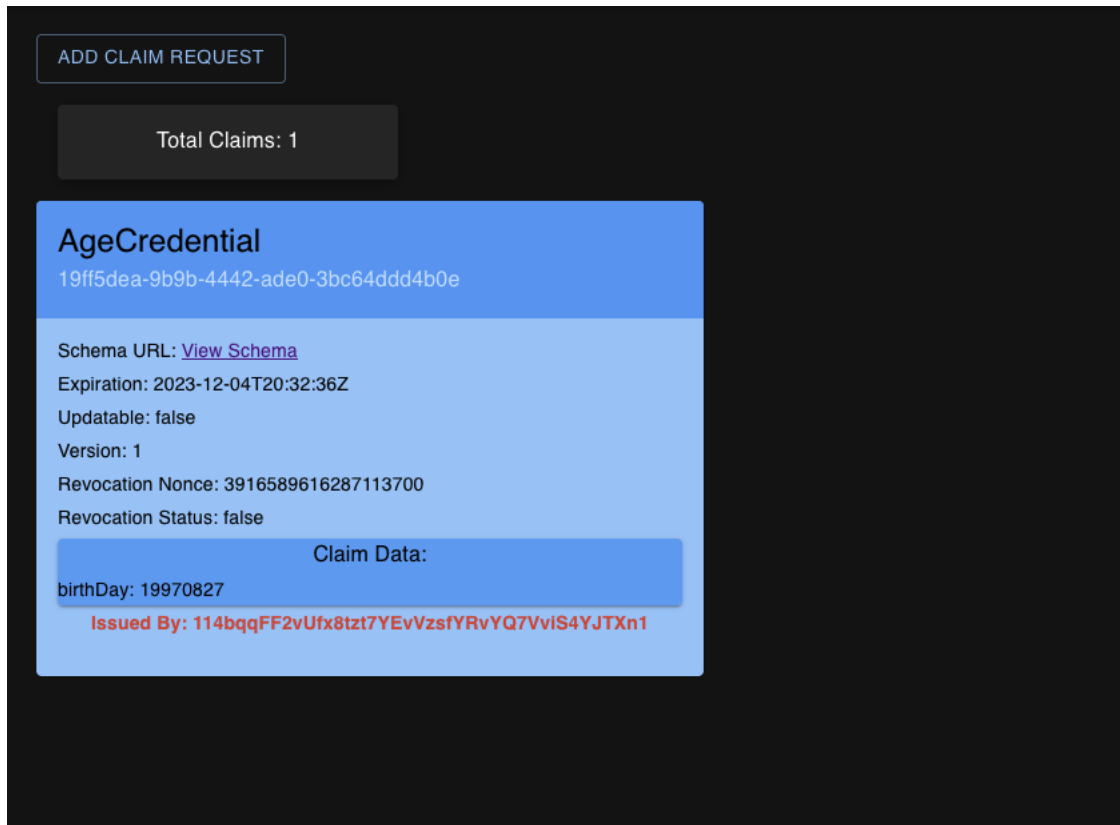 ADD CLAIM REQUEST
Total Claims: 1
AgeCredential
19ff5dea-9b9b-4442-ade0-3bc64ddd4b0e
Schema URL: View Schema
Expiration: 2023-12-04T20:32:36Z
Updatable: false
Version: 1
Revocation Nonce: 3916589616287113700
Revocation Status: false
Claim Data:
birthDay: 19970827
Issued By: 114bqqFF2vUfx8tzt7YEvVzsfYRvYQ7VviS4YJTXn1